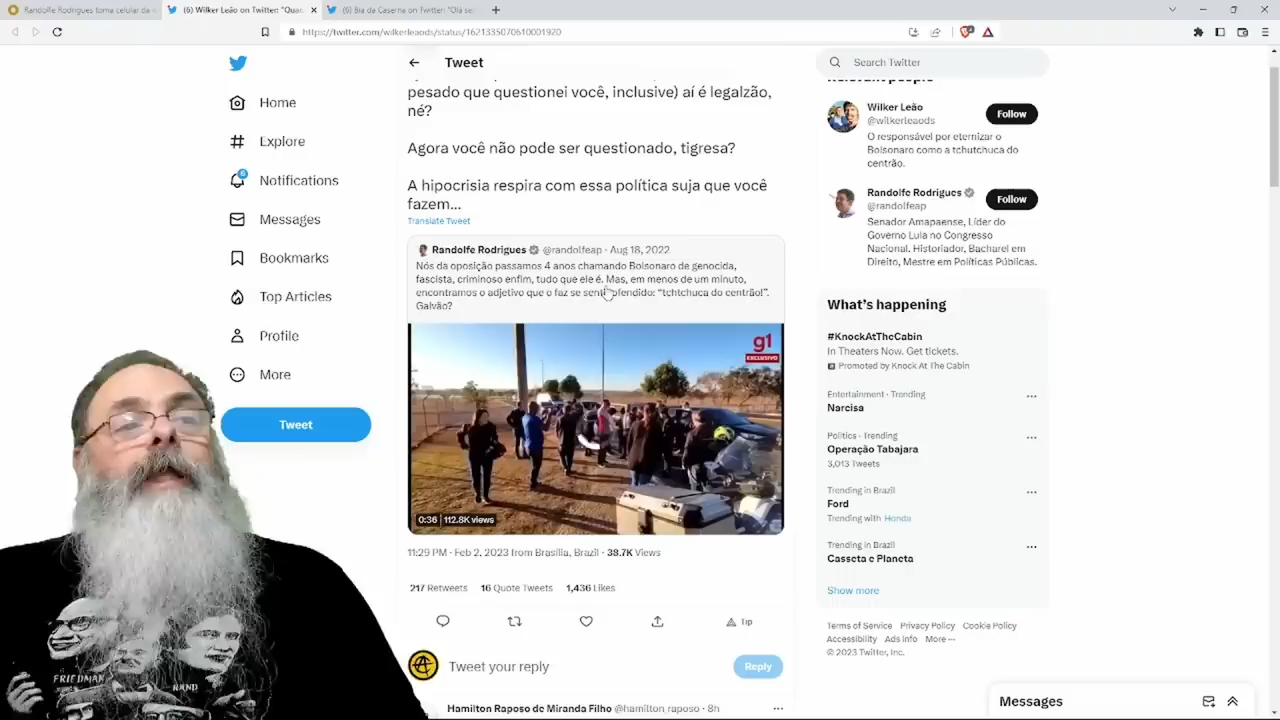 Randolfe Rodrigues toma celular da
(6) Wilker Leão on Twitter: "Qua
(6) Bia da Caserna on Twitter: "Olá se
https://twitter.com/wilkerleaods/status/1621335070610001920
Home
Explore
6
Notifications
Messages
Bookmarks
Top Articles
Profile
More
Tweet
Tweet
pesado que questionei você, inclusive) aí é legalzão,
né?
Agora você não pode ser questionado, tigresa?
A hipocrisia respira com essa política suja que você
fazem...
Translate Tweet
Randolfe Rodrigues @randolfeap · Aug 18, 2022
Nós da oposição passamos 4 anos chamando Bolsonaro de genocida,
fascista, criminoso enfim, tudo que ele é. Mas, em menos de um minuto,
encontramos o adjetivo que o faz se senti ofendido: "tchtchuca do centrão!".
Galvão?
g1
EXCLUSIVO
0:36 112.8K views
11:29 PM · Feb 2, 2023 from Brasília, Brazil · 38.7K Views
217 Retweets 16 Quote Tweets 1,436 Likes
Tip
Tweet your reply
Reply
Hamilton Raposo de Miranda Filho @hamilton_raposo · 8h
Search Twitter
Relevant people
Wilker Leão
@wilkerleaods
Follow
O responsável por eternizar o
Bolsonaro como a tchutchuca do
centrão.
Randolfe Rodrigues
@randolfeap
Follow
Senador Amapaense, Líder do
Governo Lula no Congresso
Nacional. Historiador, Bacharel em
Direito, Mestre em Políticas Públicas.
What's happening
#KnockAtTheCabin
In Theaters Now. Get tickets.
Promoted by Knock At The Cabin
Entertainment · Trending
Narcisa
Politics · Trending
Operação Tabajara
3,013 Tweets
Trending in Brazil
Ford
Trending with Honda
Trending in Brazil
Casseta e Planeta
Show more
Terms of Service Privacy Policy Cookie Policy
Accessibility Ads info More ···
© 2023 Twitter, Inc.
Messages
FRIEDMAN
RAND